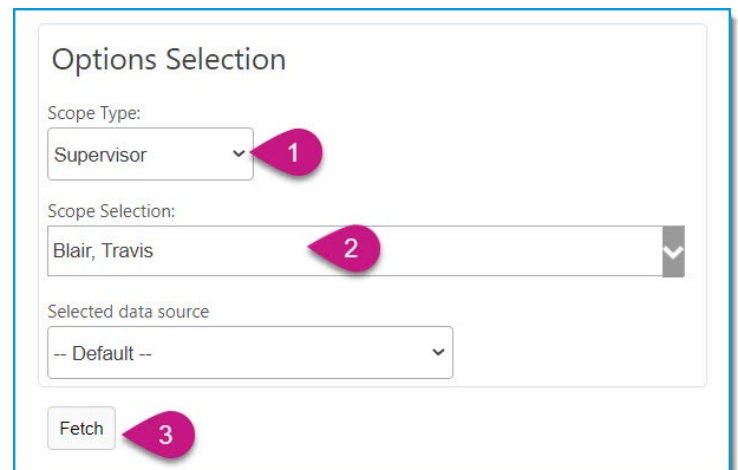 Options Selection
Scope Type:
Supervisor
1
Scope Selection:
Blair, Travis
2
Selected data source
-- Default --
Fetch
3